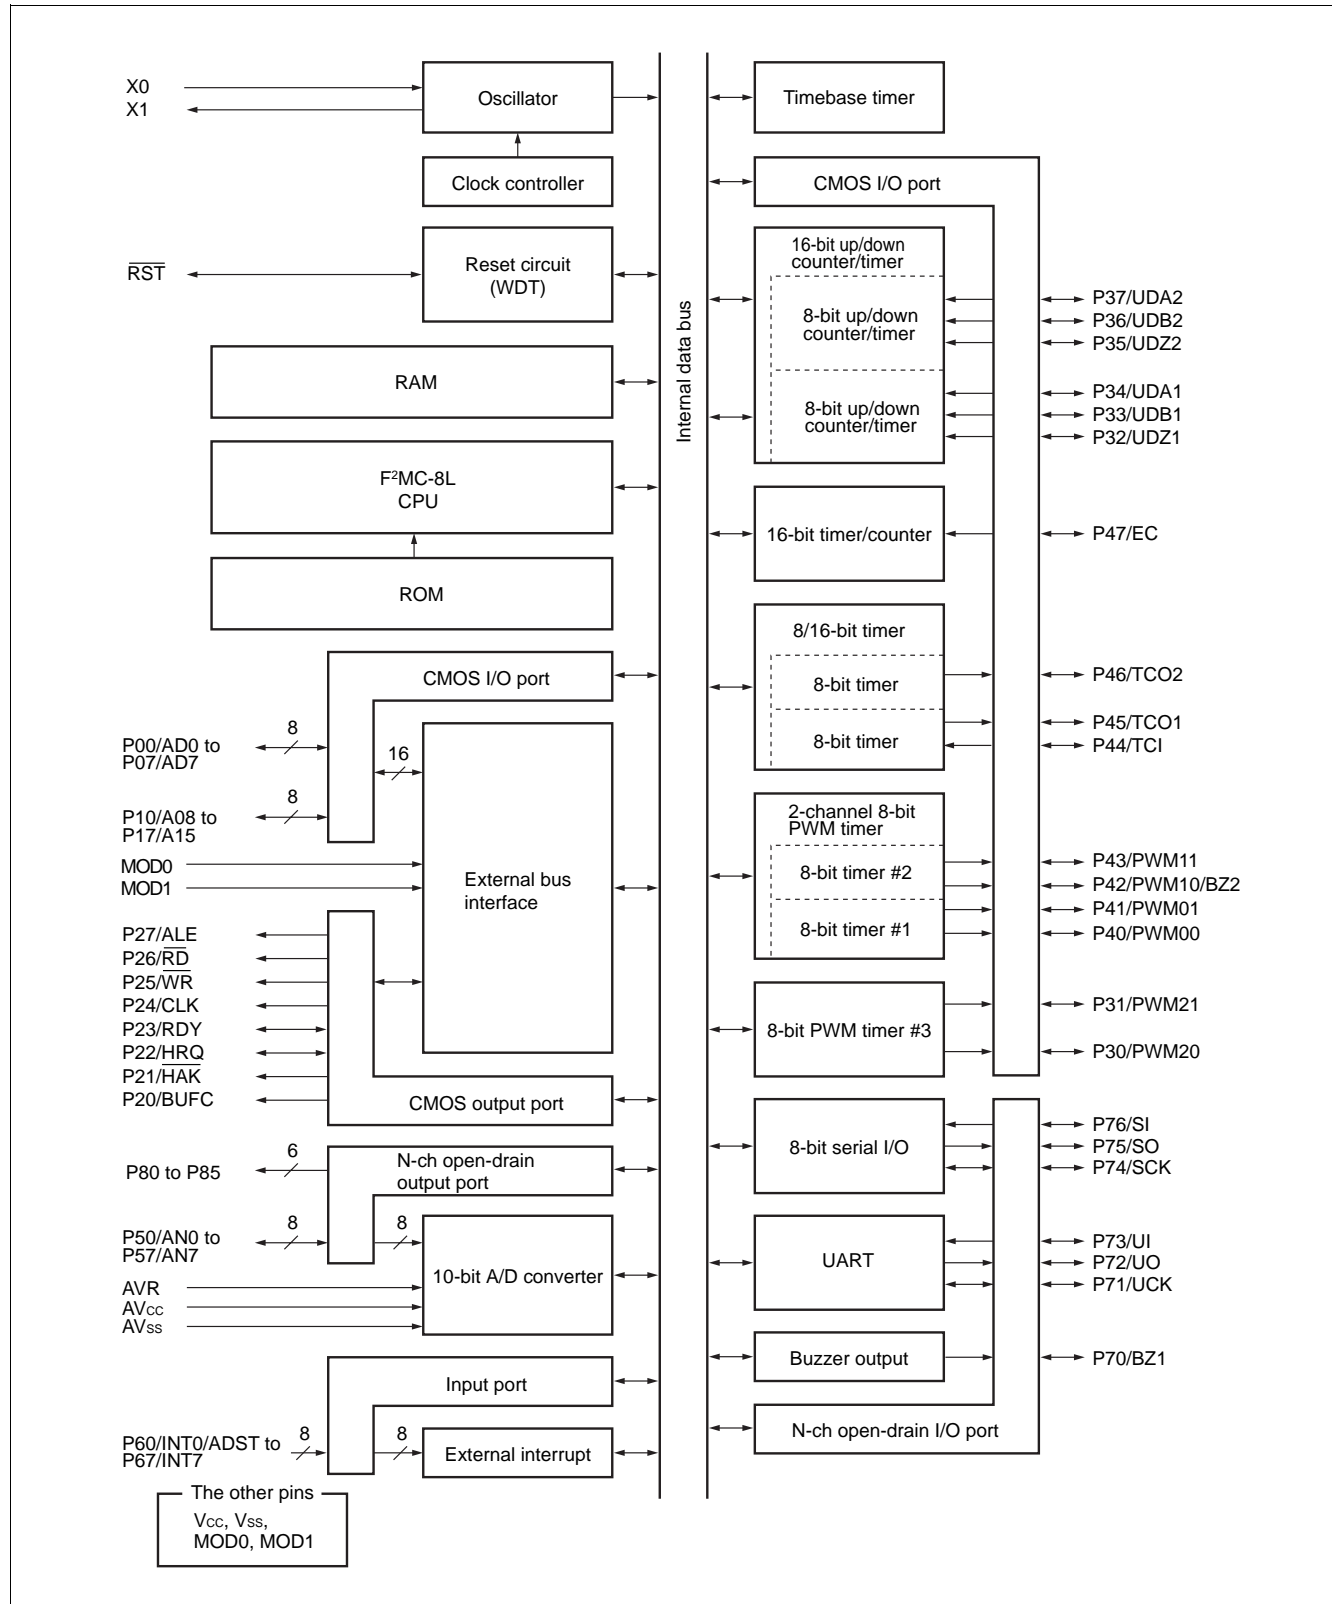 X0
X1
Oscillator
Clock controller
RST
Reset circuit
(WDT)
RAM
F²MC-8L
CPU
ROM
CMOS I/O port
P00/AD0 to
P07/AD7
8
16
P10/A08 to
P17/A15
8
MOD0
MOD1
External bus
interface
P27/ALE
P26/RD
P25/WR
P24/CLK
P23/RDY
P22/HRQ
P21/HAK
P20/BUFC
CMOS output port
P80 to P85
6
N-ch open-drain
output port
P50/AN0 to
P57/AN7
8
8
10-bit A/D converter
AVR
AVcc
AVss
Input port
P60/INT0/ADST to
P67/INT7
8
8
External interrupt
The other pins
Vcc, Vss,
MOD0, MOD1
Internal data bus
Timebase timer
CMOS I/O port
16-bit up/down
counter/timer
8-bit up/down
counter/timer
8-bit up/down
counter/timer
P37/UDA2
P36/UDB2
P35/UDZ2
P34/UDA1
P33/UDB1
P32/UDZ1
16-bit timer/counter
P47/EC
8/16-bit timer
8-bit timer
8-bit timer
P46/TCO2
P45/TCO1
P44/TCI
2-channel 8-bit
PWM timer
8-bit timer #2
8-bit timer #1
P43/PWM11
P42/PWM10/BZ2
P41/PWM01
P40/PWM00
8-bit PWM timer #3
P31/PWM21
P30/PWM20
8-bit serial I/O
P76/SI
P75/SO
P74/SCK
UART
P73/UI
P72/UO
P71/UCK
Buzzer output
P70/BZ1
N-ch open-drain I/O port